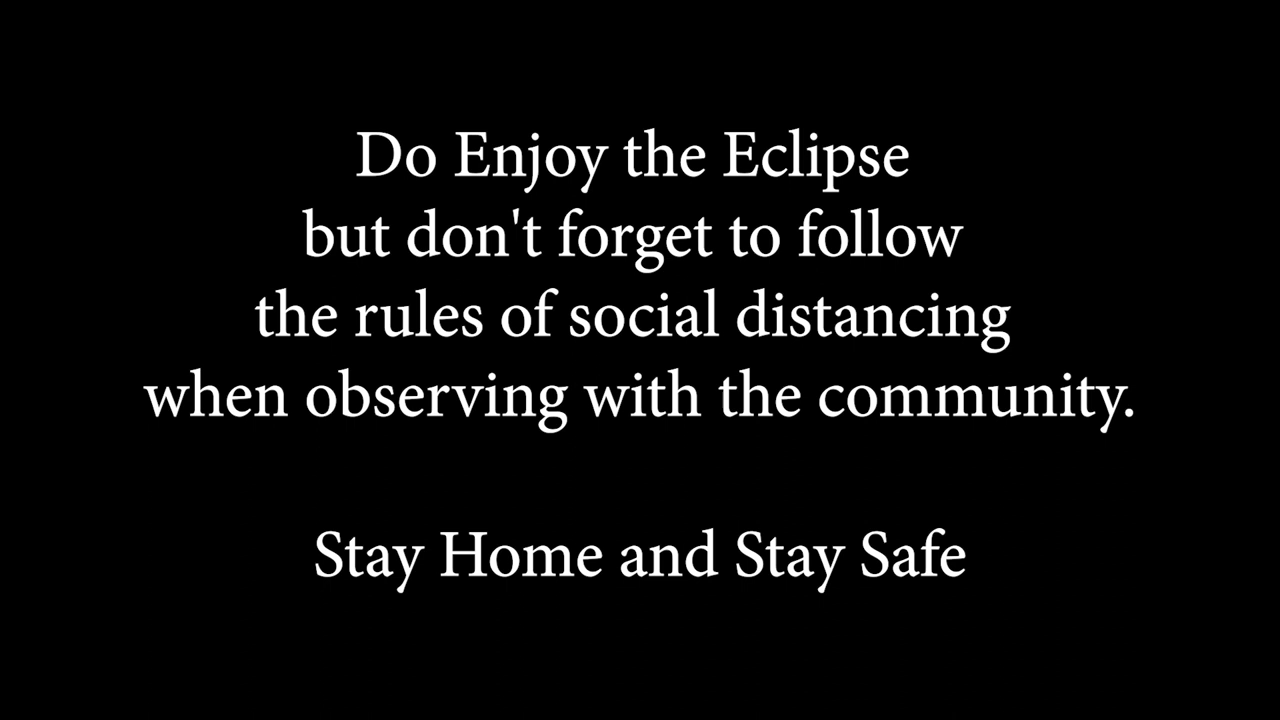 Do Enjoy the Eclipse
but don't forget to follow
the rules of social distancing
when observing with the community.
Stay Home and Stay Safe